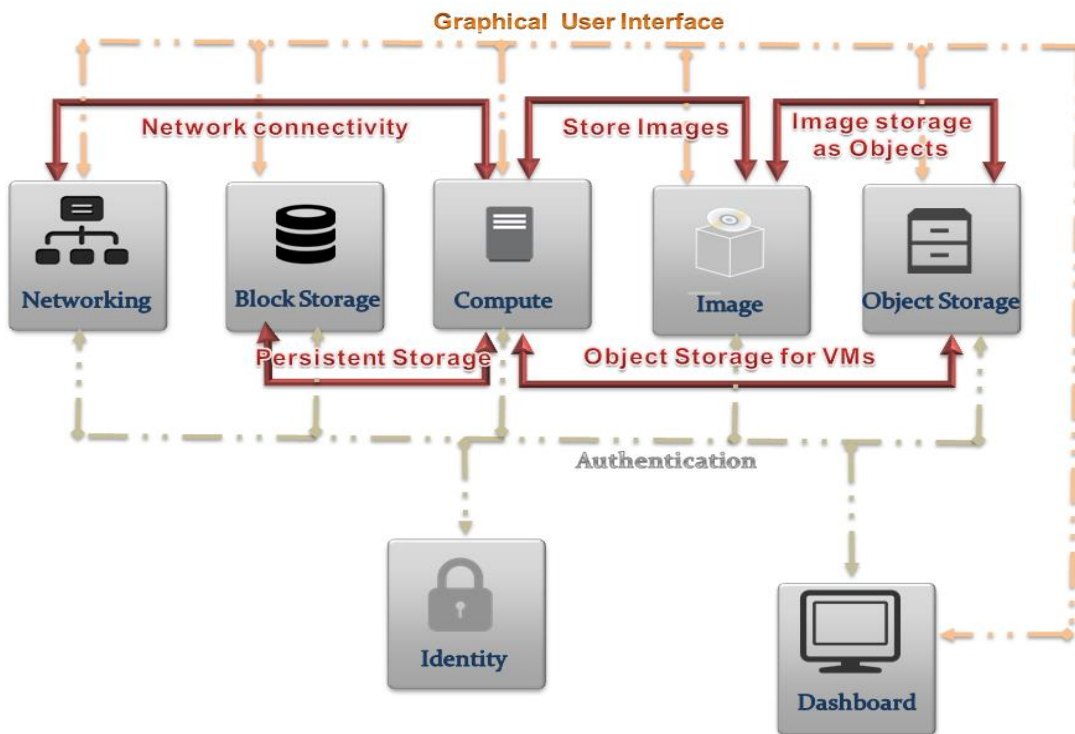 Graphical User Interface
Network connectivity
Store Images
Image storage
as Objects
Networking
Block Storage
Compute
Image
Object Storage
Persistent Storage
Object Storage for VMs
Authentication
Identity
Dashboard